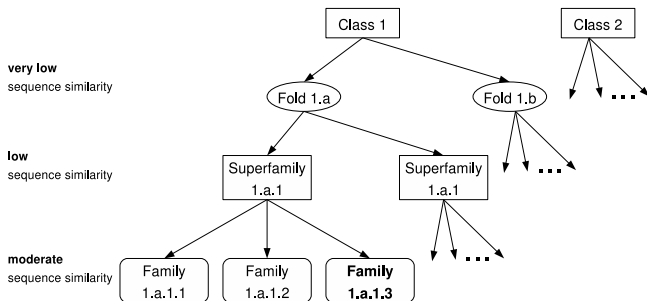 Class 1
Class 2
very low
sequence similarity
Fold 1.a
Fold 1.b
low
sequence similarity
Superfamily
1.a.1
Superfamily
1.a.1
moderate
sequence similarity
Family
1.a.1.1
Family
1.a.1.2
Family
1.a.1.3